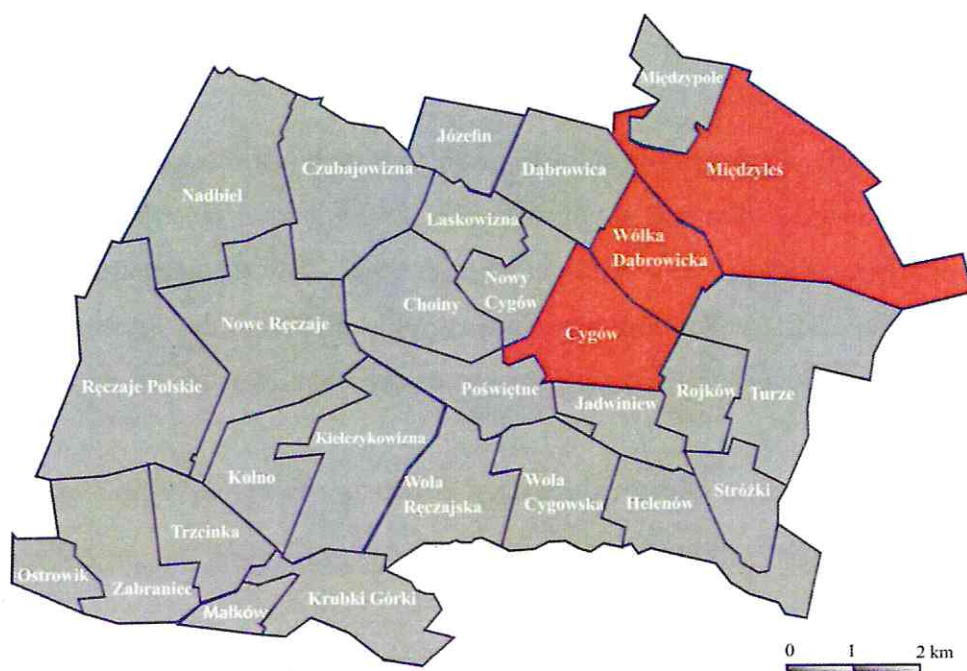 Międzypole
Józefin
Międzyleś
Czubajowizna
Dąbrowica
Nadbiel
Laskowizna
Wólka
Dąbrowicka
Nowy
Cygów
Choiny
Nowe Ręczaje
Cygów
Ręczaje Polskie
Poświętne
Jadwiniew
Rojków
Turze
Kielczykowizna
Kolno
Wola
Ręczajska
Wola
Cygowska
Helenów
Stróżki
Trzcinka
Ostrowik
Zabraniec
Małków
Krubki Górki
0 1 2 km